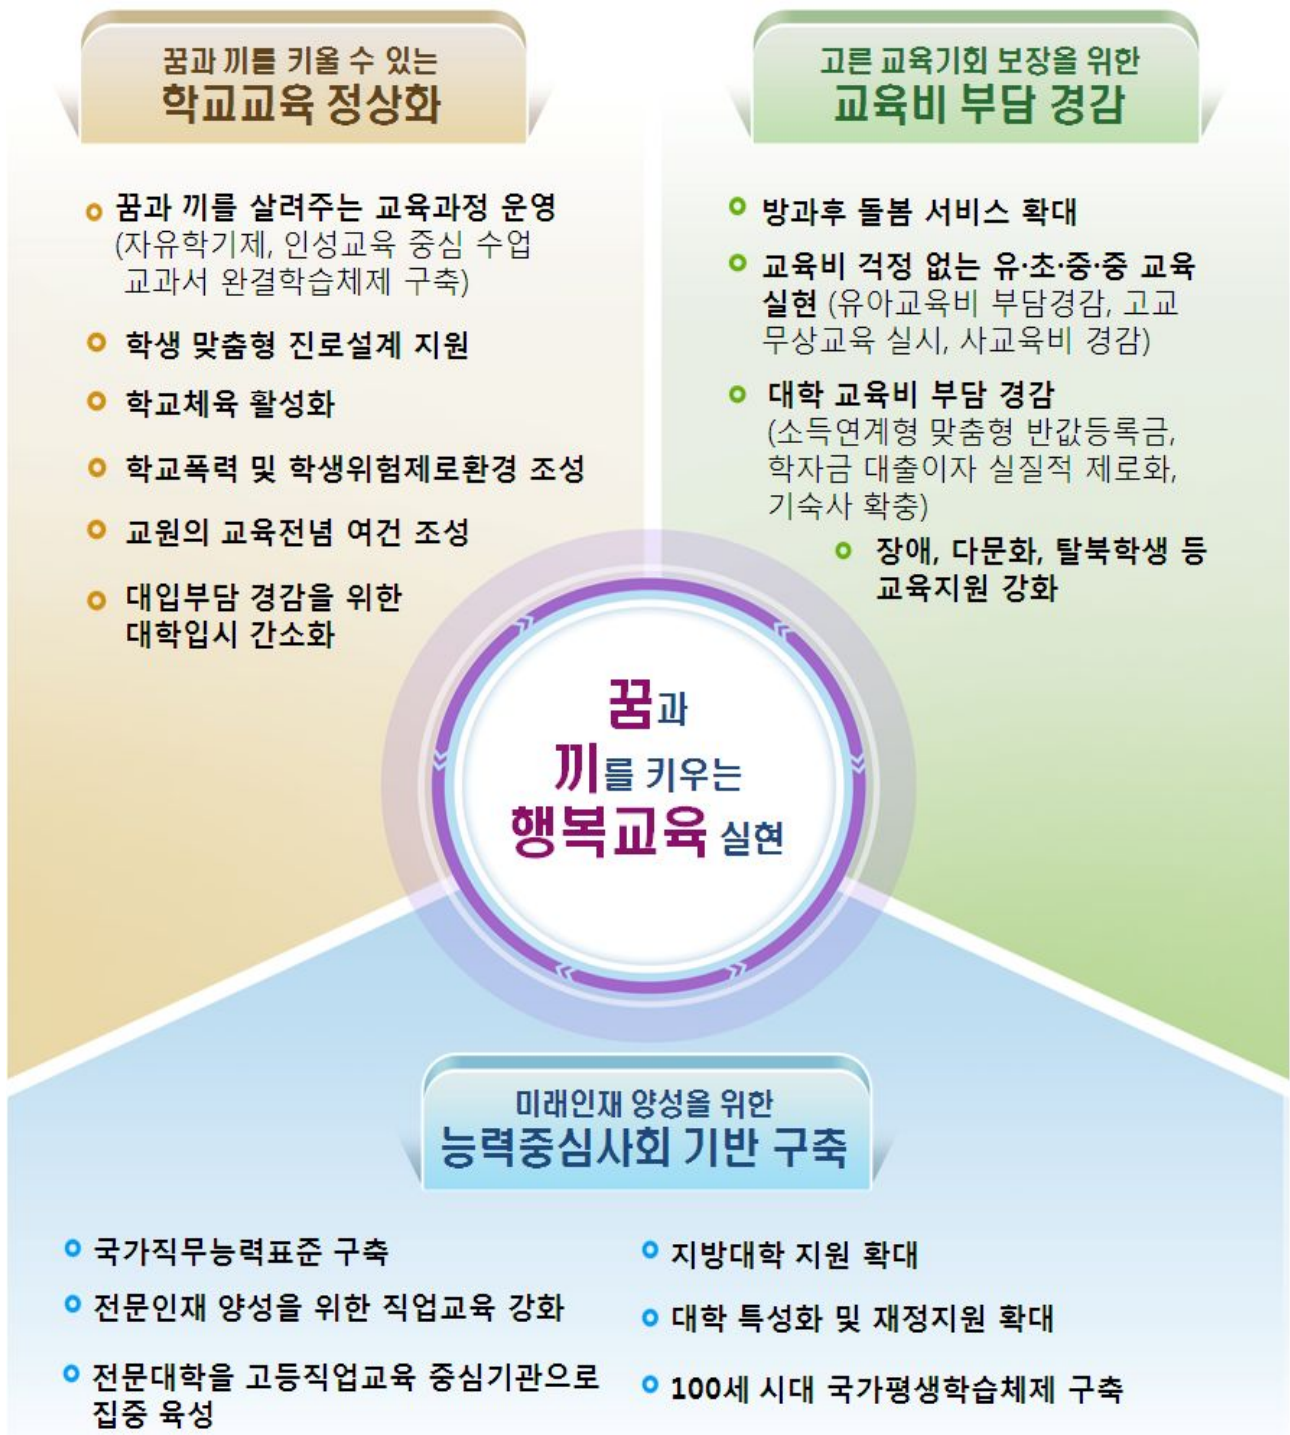 꿈과 끼를 키울 수 있는
학교교육 정상화
꿈과 끼를 살려주는 교육과정 운영
(자유학기제, 인성교육 중심 수업
교과서 완결학습체제 구축)
학생 맞춤형 진로설계 지원
학교체육 활성화
학교폭력 및 학생위험제로환경 조성
교원의 교육전념 여건 조성
대입부담 경감을 위한
대학입시 간소화
고른 교육기회 보장을 위한
교육비 부담 경감
방과후 돌봄 서비스 확대
교육비 걱정 없는 유·초·중·중 교육
실현 (유아교육비 부담경감, 고교
무상교육 실시, 사교육비 경감)
대학 교육비 부담 경감
(소득연계형 맞춤형 반값등록금,
학자금 대출이자 실질적 제로화,
기숙사 확충)
장애, 다문화, 탈북학생 등
교육지원 강화
꿈과
끼를 키우는
행복교육 실현
미래인재 양성을 위한
능력중심사회 기반 구축
국가직무능력표준 구축
전문인재 양성을 위한 직업교육 강화
전문대학을 고등직업교육 중심기관으로
집중 육성
지방대학 지원 확대
대학 특성화 및 재정지원 확대
100세 시대 국가평생학습체제 구축